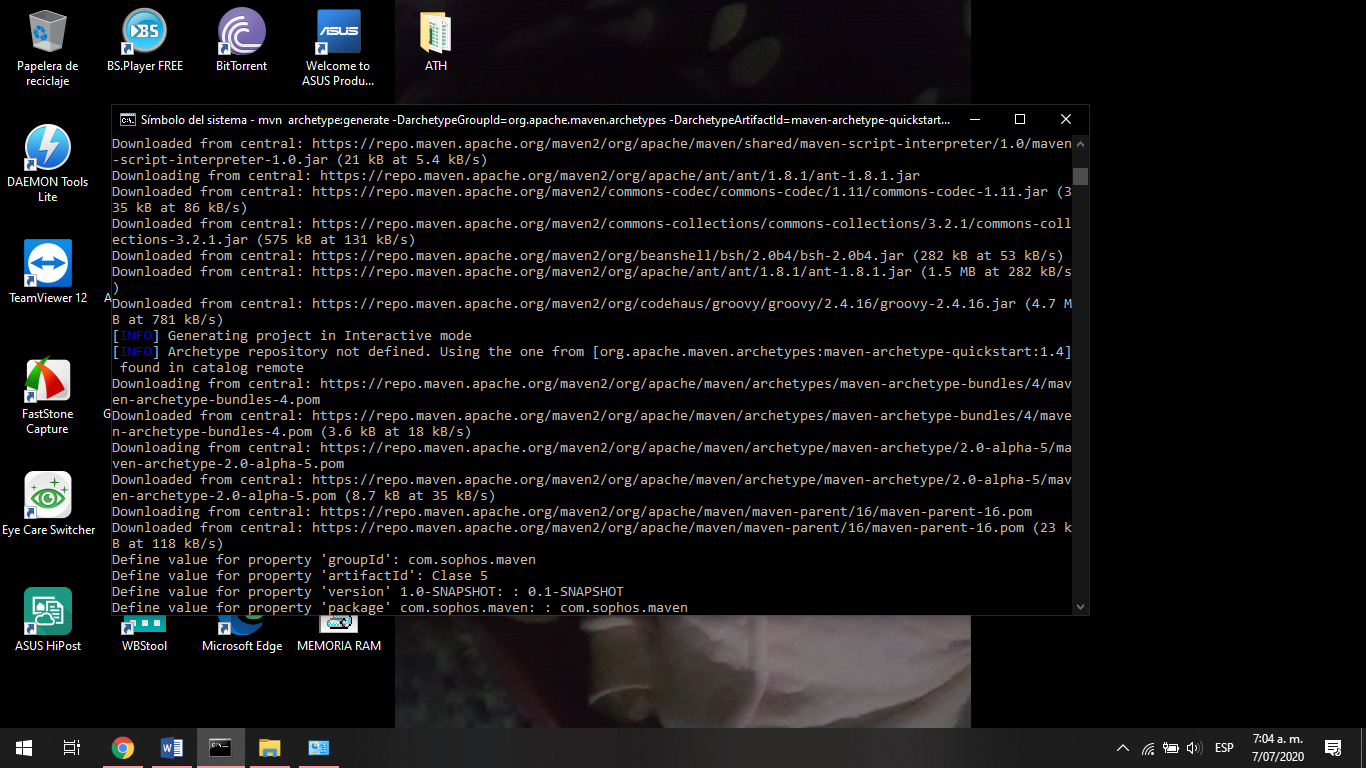 Papelera de
reciclaje
BS.Player FREE
BitTorrent
Welcome to
ASUS Produ...
ATH
DAEMON Tools
Lite
TeamViewer 12
A
FastStone
Capture
G
Eye Care Switcher
ASUS HiPost
WBStool
Microsoft Edge
MEMORIA RAM
Símbolo del sistema - mvn archetype:generate -DarchetypeGroupId=org.apache.maven.archetypes -DarchetypeArtifactId=maven-archetype-quickstart...
Downloaded from central: https://repo.maven.apache.org/maven2/org/apache/maven/shared/maven-script-interpreter/1.0/maven
-script-interpreter-1.0.jar (21 kB at 5.4 kB/s)
Downloading from central: https://repo.maven.apache.org/maven2/org/apache/ant/ant/1.8.1/ant-1.8.1.jar
Downloaded from central: https://repo.maven.apache.org/maven2/commons-codec/commons-codec/1.11/commons-codec-1.11.jar (3
35 kB at 86 kB/s)
Downloaded from central: https://repo.maven.apache.org/maven2/commons-collections/commons-collections/3.2.1/commons-coll
ections-3.2.1.jar (575 kB at 131 kB/s)
Downloaded from central: https://repo.maven.apache.org/maven2/org/beanshell/bsh/2.0b4/bsh-2.0b4.jar (282 kB at 53 kB/s)
Downloaded from central: https://repo.maven.apache.org/maven2/org/apache/ant/ant/1.8.1/ant-1.8.1.jar (1.5 MB at 282 kB/s
)
Downloaded from central: https://repo.maven.apache.org/maven2/org/codehaus/groovy/groovy/2.4.16/groovy-2.4.16.jar (4.7 M
B at 781 kB/s)
[INFO] Generating project in Interactive mode
[INFO] Archetype repository not defined. Using the one from [org.apache.maven.archetypes:maven-archetype-quickstart:1.4]
found in catalog remote
Downloading from central: https://repo.maven.apache.org/maven2/org/apache/maven/archetypes/maven-archetype-bundles/4/mav
en-archetype-bundles-4.pom
Downloaded from central: https://repo.maven.apache.org/maven2/org/apache/maven/archetypes/maven-archetype-bundles/4/mave
n-archetype-bundles-4.pom (3.6 kB at 18 kB/s)
Downloading from central: https://repo.maven.apache.org/maven2/org/apache/maven/archetype/maven-archetype/2.0-alpha-5/ma
ven-archetype-2.0-alpha-5.pom
Downloaded from central: https://repo.maven.apache.org/maven2/org/apache/maven/archetype/maven-archetype/2.0-alpha-5/mav
en-archetype-2.0-alpha-5.pom (8.7 kB at 35 kB/s)
Downloading from central: https://repo.maven.apache.org/maven2/org/apache/maven/maven-parent/16/maven-parent-16.pom
Downloaded from central: https://repo.maven.apache.org/maven2/org/apache/maven/maven-parent/16/maven-parent-16.pom (23 k
B at 118 kB/s)
Define value for property 'groupId': com.sophos.maven
Define value for property 'artifactId': Clase 5
Define value for property 'version' 1.0-SNAPSHOT: : 0.1-SNAPSHOT
Define value for property 'package' com.sophos.maven: : com.sophos.maven
ESP
7:04 a. m.
7/07/2020